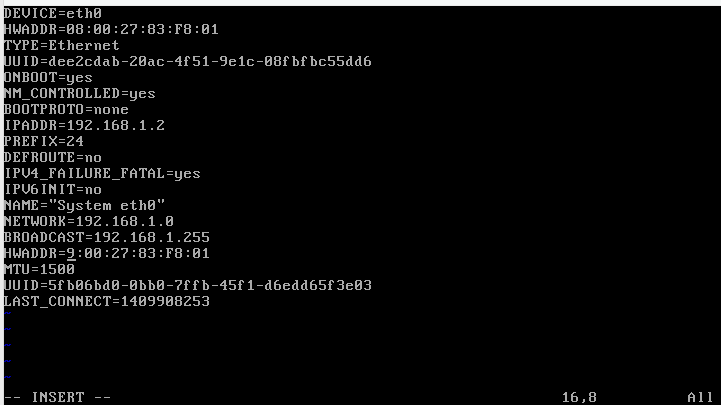 DEVICE=eth0
HWADDR=08:00:27:83:F8:01
TYPE=Ethernet
UUID=dee2cdab-20ac-4f51-9e1c-08fbfbc55dd6
ONBOOT=yes
NM_CONTROLLED=yes
BOOTPROTO=none
IPADDR=192.168.1.2
PREFIX=24
DEFROUTE=no
IPV4_FAILURE_FATAL=yes
IPV6INIT=no
NAME="System eth0"
NETWORK=192.168.1.0
BROADCAST=192.168.1.255
HWADDR=9:00:27:83:F8:01
MTU=1500
UUID=5fb06bd0-0bb0-7ffb-45f1-d6edd65f3e03
LAST_CONNECT=1409908253
~
~
~
~
~
-- INSERT -- 16,8 All